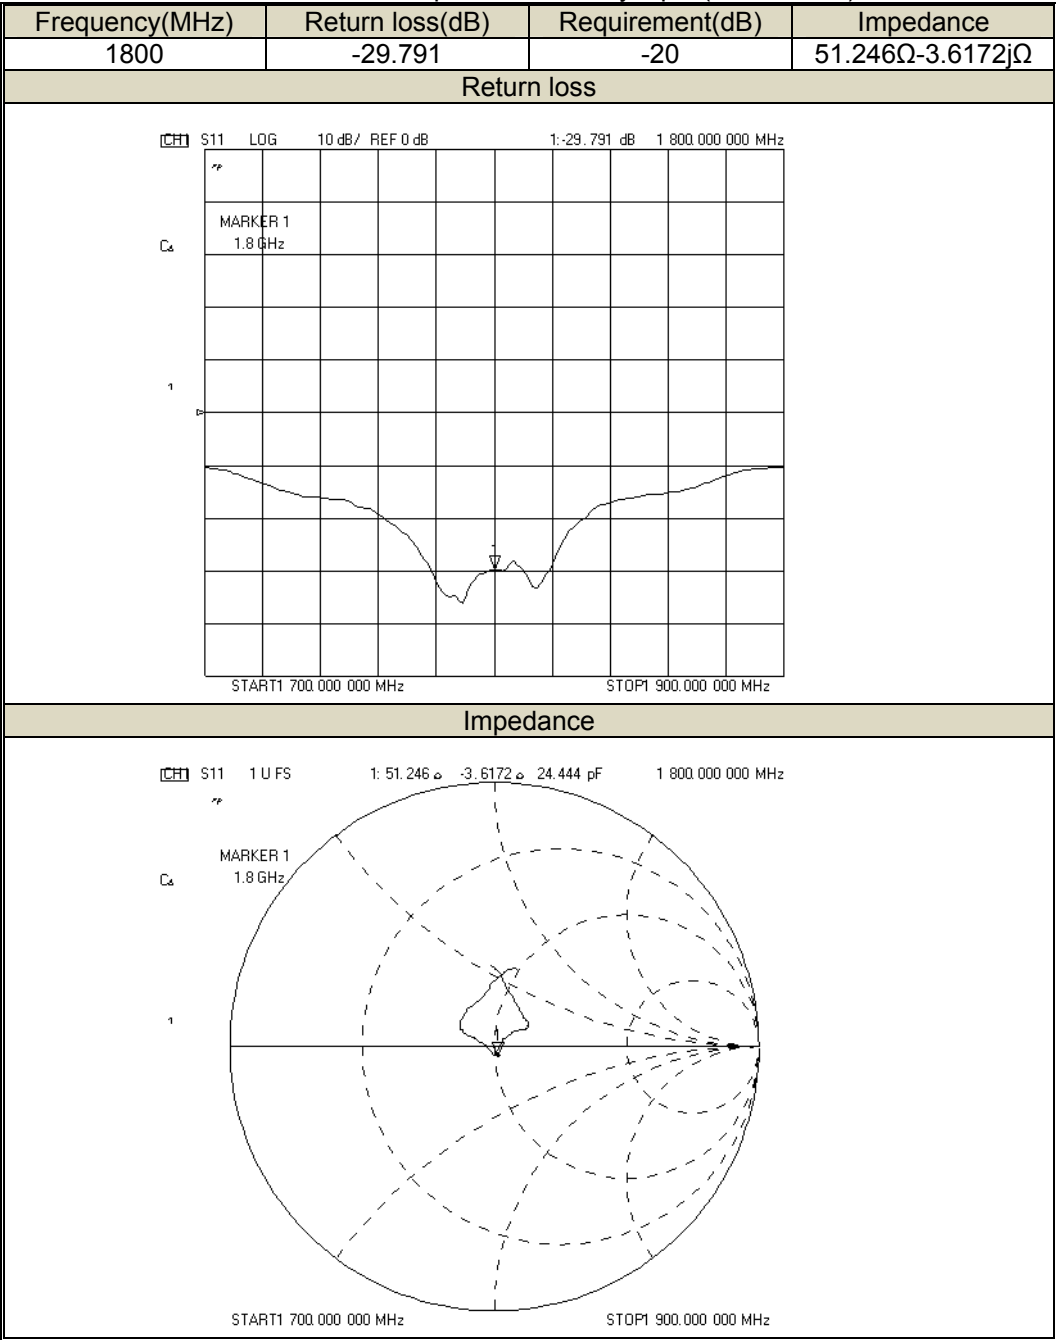 Frequency(MHz) Return loss(dB) Requirement(dB) Impedance
1800 -29.791 -20 51.246Ω-3.6172jΩ
Return loss
CH1 S11 LOG 10 dB/ REF 0 dB 1:-29.791 dB 1 800.000 000 MHz
MARKER 1
1.8 GHz
1
START1 700.000 000 MHz STOP1 900.000 000 MHz
Impedance
CH1 S11 1 U FS 1: 51.246 -3.6172 24.444 pF 1 800.000 000 MHz
MARKER 1
1.8 GHz
1
START1 700.000 000 MHz STOP1 900.000 000 MHz